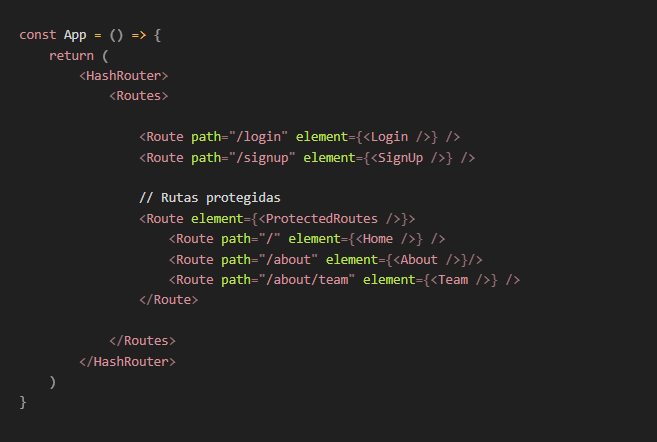 const App = () => {
    return (
        <HashRouter>
            <Routes>
                <Route path="/login" element={<Login />} />
                <Route path="/signup" element={<SignUp />} />
                // Rutas protegidas
                <Route element={<ProtectedRoutes />}>
                    <Route path="/" element={<Home />} />
                    <Route path="/about" element={<About />}/>
                    <Route path="/about/team" element={<Team />} />
                </Route>
            </Routes>
        </HashRouter>
    )
}